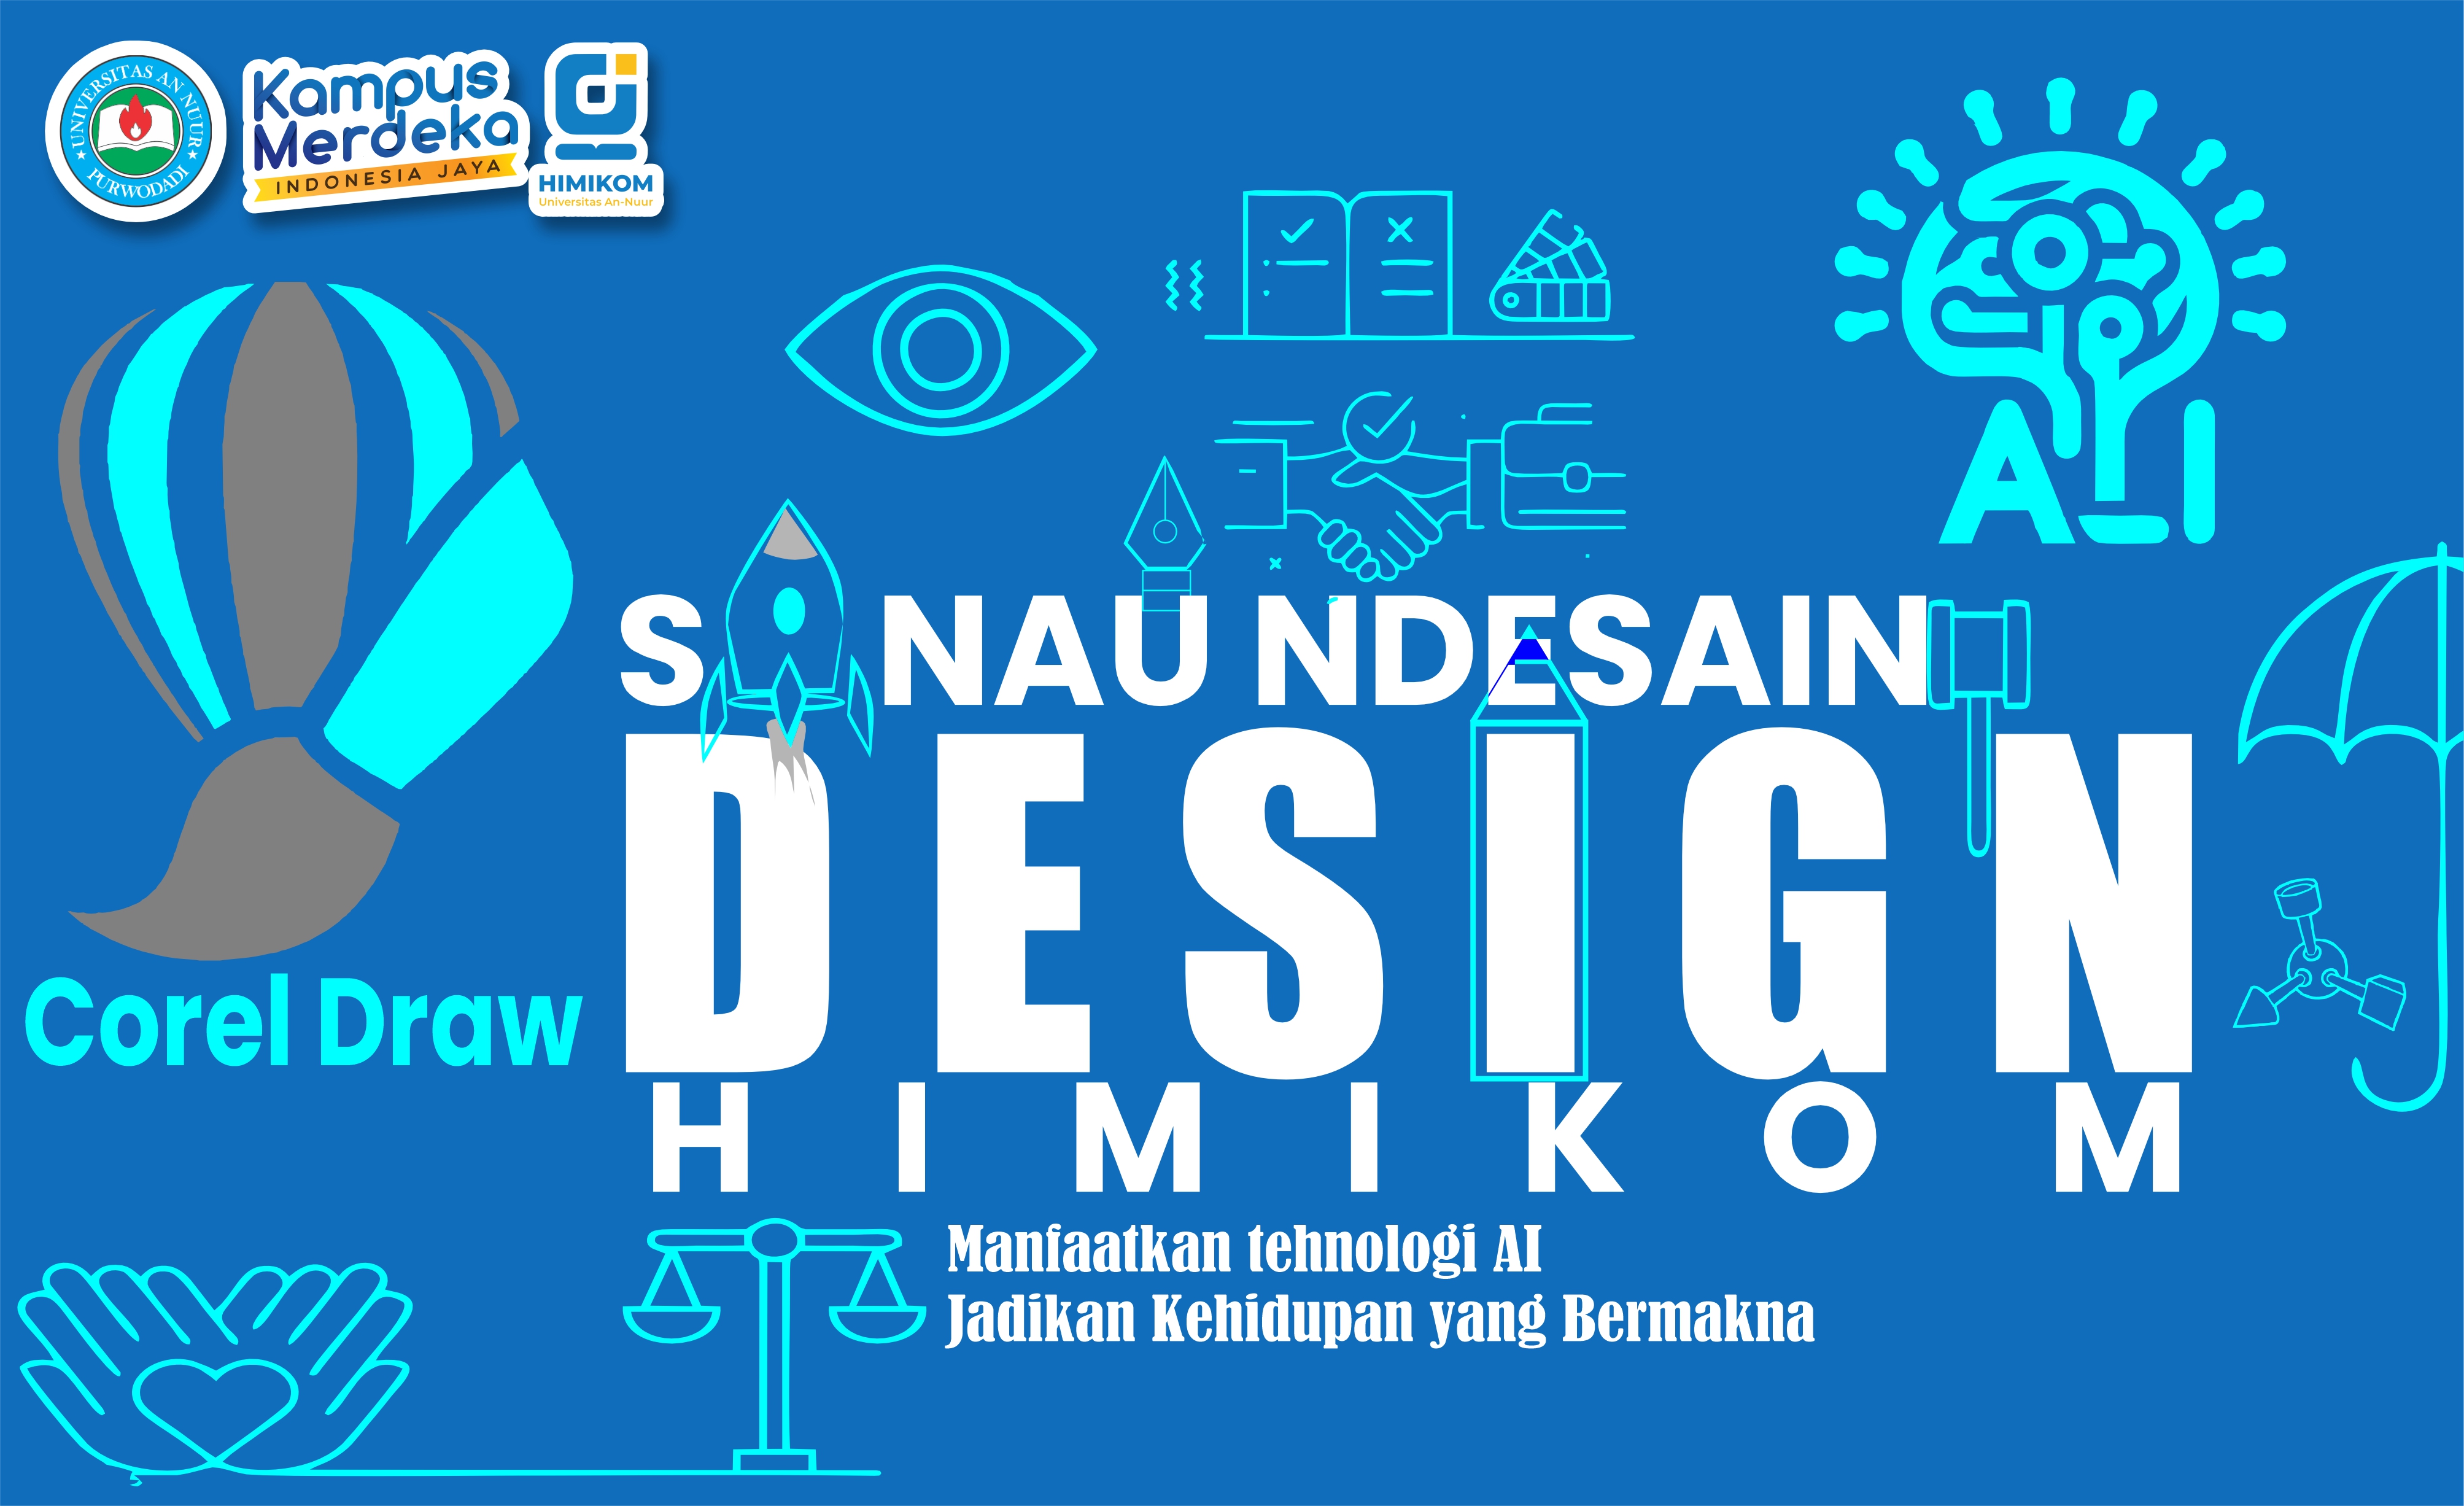 UNIVERSITAS AN NUUR
PURWODADI
Kampus
Merdeka
INDONESIA JAYA
HIMIKOM
Universitas An-Nuur
AI
S NAU NDESAIN
DESIGN
Corel Draw
HIMIKOM
Manfaatkan tehnologi AI
Jadikan Kehidupan yang Bermakna